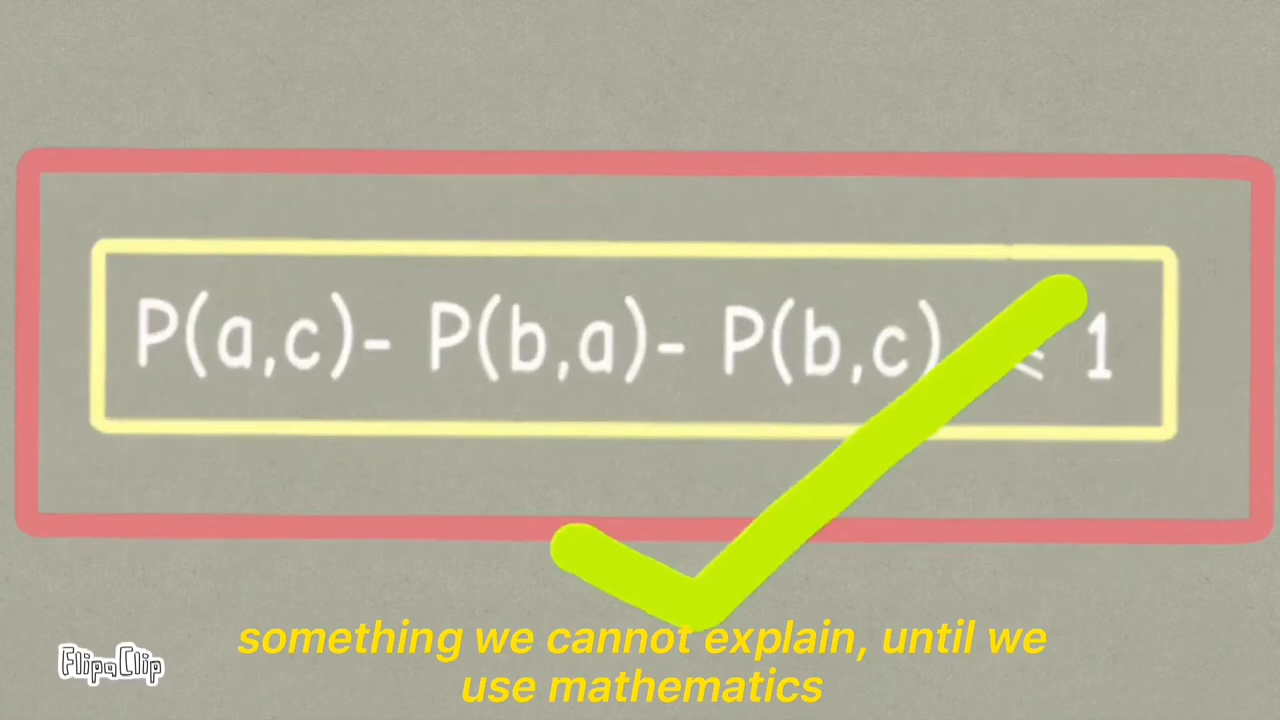 P(a,c)- P(b,a)- P(b,c) ≤ 1
something we cannot explain, until we
use mathematics
FlipaClip